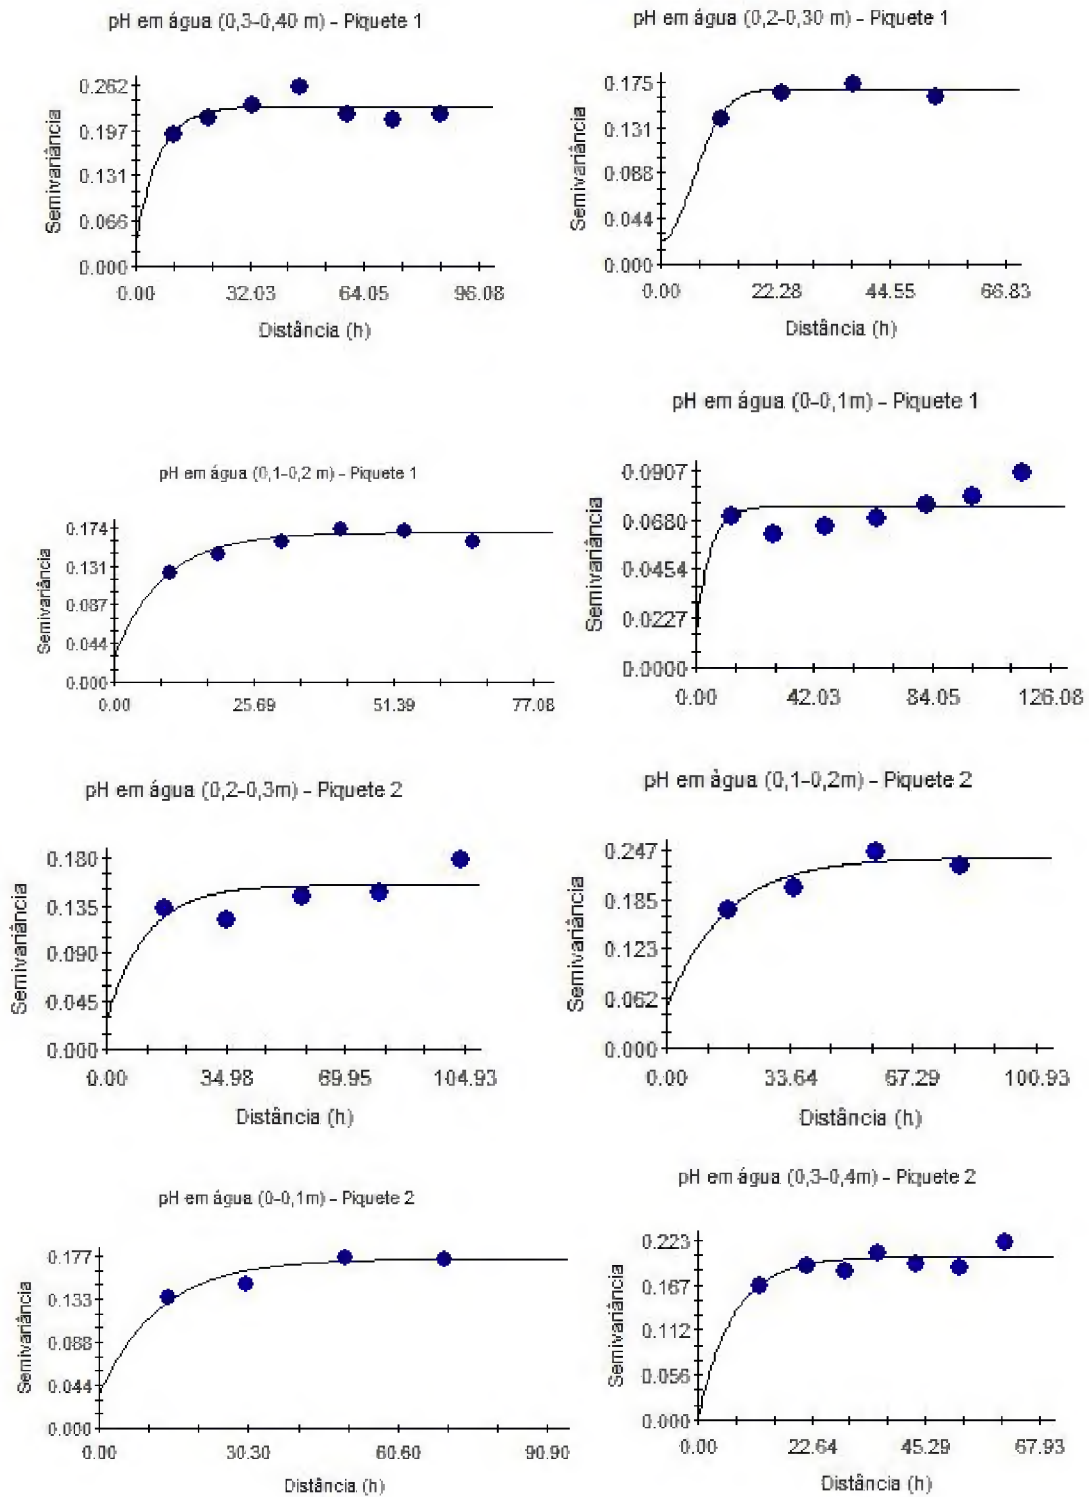 pH em água (0,3-0,40 m) - Piquete 1
Semivariância
0.262
0.197
0.131
0.066
0.000
0.00 32.03 64.05 96.08
Distância (h)
pH em água (0,2-0,30 m) - Piquete 1
Semivariância
0.175
0.131
0.088
0.044
0.000
0.00 22.28 44.55 66.83
Distância (h)
pH em água (0,1-0,2 m) - Piquete 1
Semivariância
0.174
0.131
0.087
0.044
0.000
0.00 25.69 51.39 77.08
pH em água (0-0,1m) - Piquete 1
Semivariância
0.0907
0.0680
0.0454
0.0227
0.0000
0.00 42.03 84.05 126.08
pH em água (0,2-0,3m) - Piquete 2
Semivariância
0.180
0.135
0.090
0.045
0.000
0.00 34.98 69.95 104.93
Distância (h)
pH em água (0,1-0,2m) - Piquete 2
Semivariância
0.247
0.185
0.123
0.062
0.000
0.00 33.64 67.29 100.93
Distância (h)
pH em água (0-0,1m) - Piquete 2
Semivariância
0.177
0.133
0.088
0.044
0.000
0.00 30.30 60.60 90.90
Distância (h)
pH em água (0,3-0,4m) - Piquete 2
Semivariância
0.223
0.167
0.112
0.056
0.000
0.00 22.64 45.29 67.93
Distância (h)